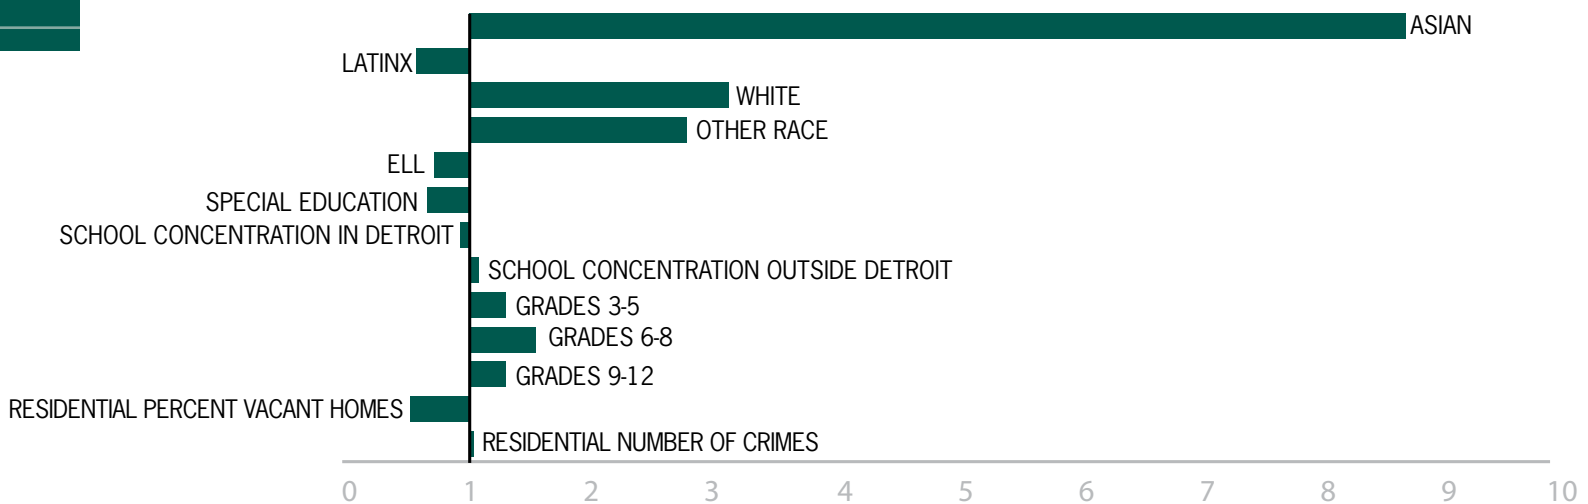 ASIAN
LATINX
WHITE
OTHER RACE
ELL
SPECIAL EDUCATION
SCHOOL CONCENTRATION IN DETROIT
SCHOOL CONCENTRATION OUTSIDE DETROIT
GRADES 3-5
GRADES 6-8
GRADES 9-12
RESIDENTIAL PERCENT VACANT HOMES
RESIDENTIAL NUMBER OF CRIMES
0 1 2 3 4 5 6 7 8 9 10